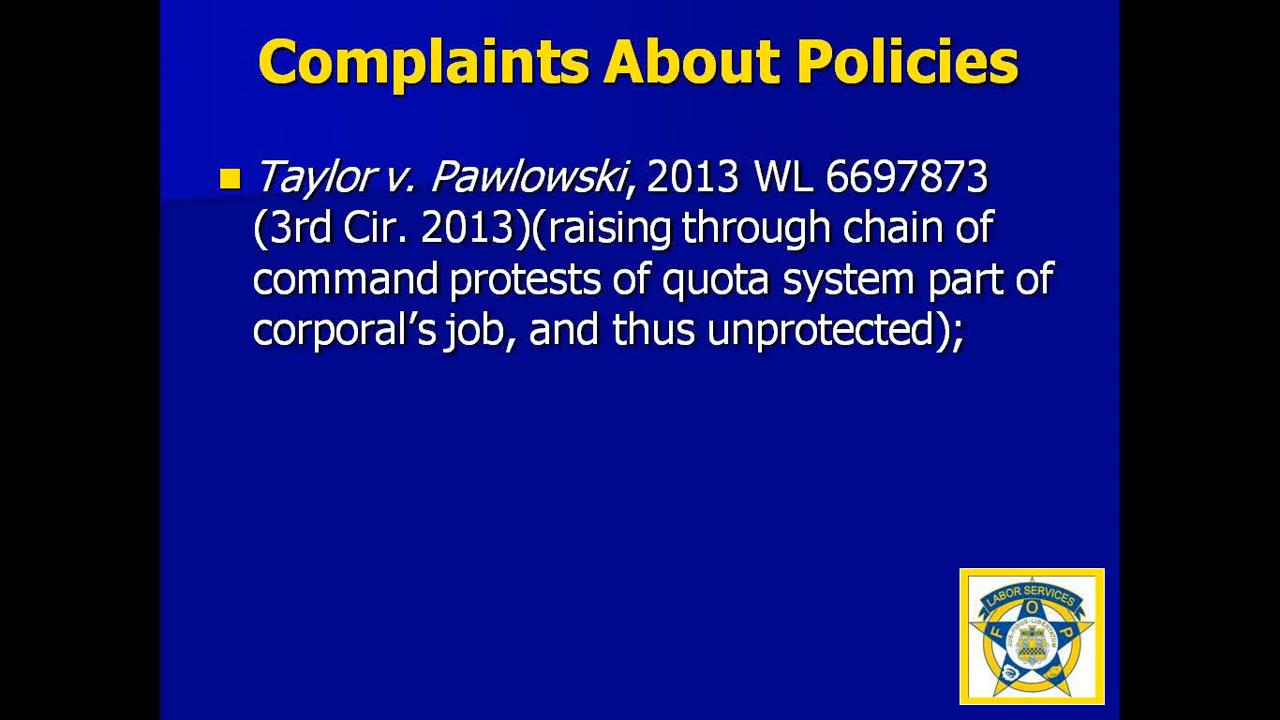 Complaints About Policies
Taylor v. Pawlowski, 2013 WL 6697873
(3rd Cir. 2013)(raising through chain of
command protests of quota system part of
corporal’s job, and thus unprotected);
LABOR SERVICES
F O P